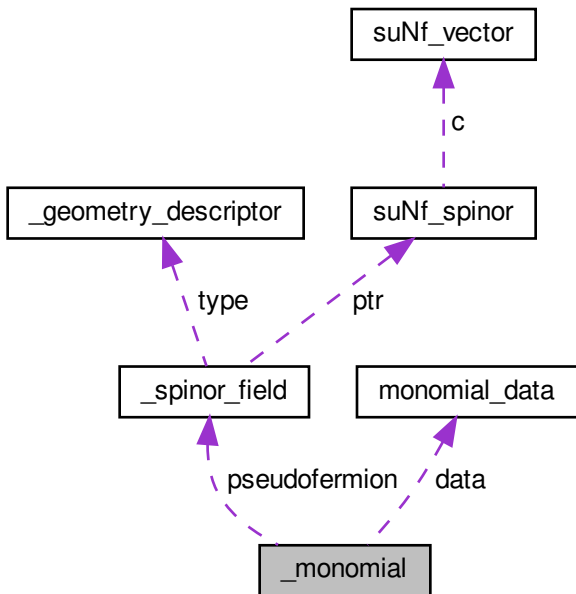 suNf_vector
c
_geometry_descriptor
suNf_spinor
type
ptr
_spinor_field
monomial_data
pseudofermion
data
_monomial